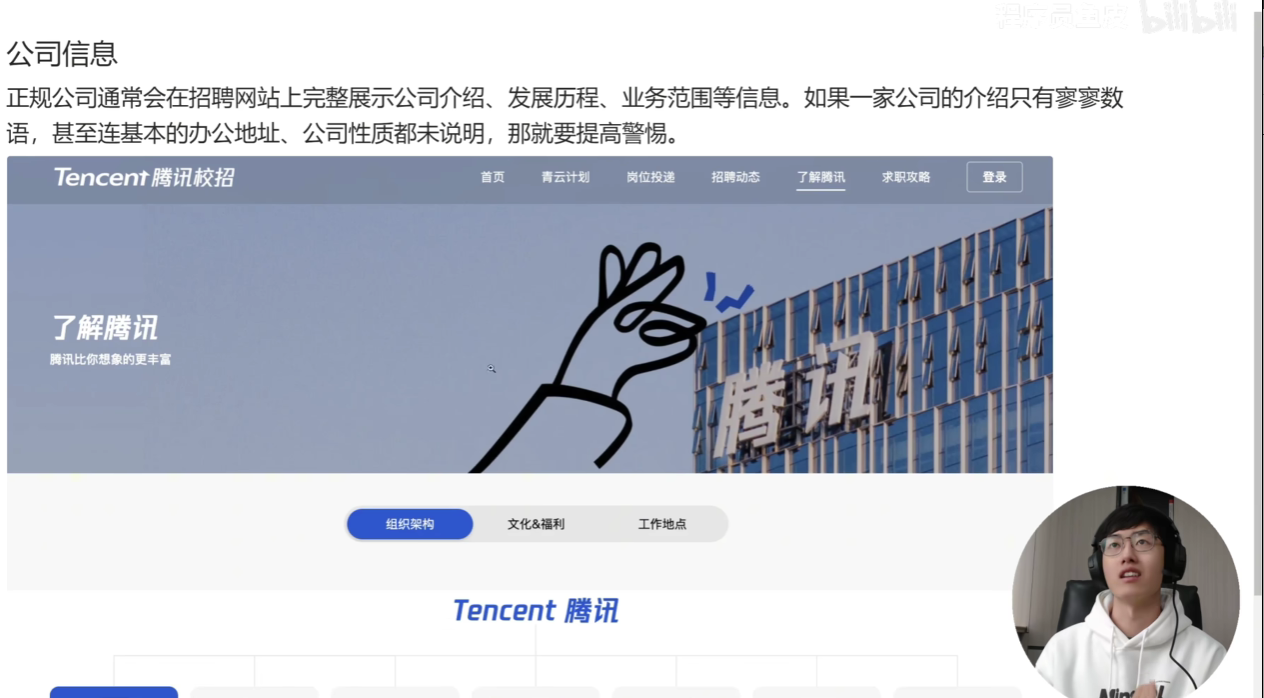 程序员鱼皮 bilibili
公司信息
正规公司通常会在招聘网站上完整展示公司介绍、发展历程、业务范围等信息。如果一家公司的介绍只有寥寥数
语，甚至连基本的办公地址、公司性质都未说明，那就要提高警惕。
Tencent 腾讯校招 首页 青云计划 岗位投递 招聘动态 了解腾讯 求职攻略 登录
了解腾讯
腾讯比你想象的更丰富
腾讯
组织架构 文化&福利 工作地点
Tencent 腾讯